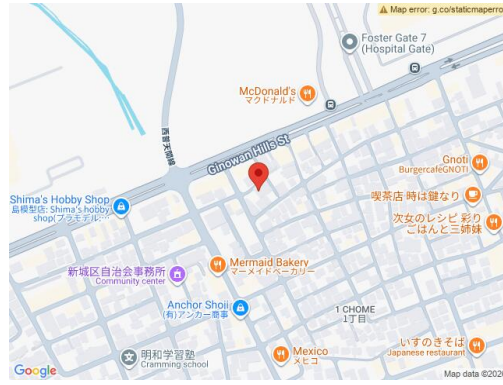 Map error: g.co/staticmaperro
Foster Gate 7
(Hospital Gate)
McDonald's
マクドナルド
Ginowan Hills St
Gnoti
BurgercafeGNOTI
Shima's Hobby Shop
島模型店: Shima's hobby
shop(プラモデル:…
喫茶店 時は鍵なり
次女のレシピ 彩り
ごはんと三姉妹
新城区自治会事務所
Community center
Mermaid Bakery
マーメイドベーカリー
Anchor Shoji
(有)アンカー商事
1 CHOME
1丁目
明和学習塾
Cramming school
Mexico
メヒコ
いすのきそば
Japanese restaurant
Google
Map data ©202